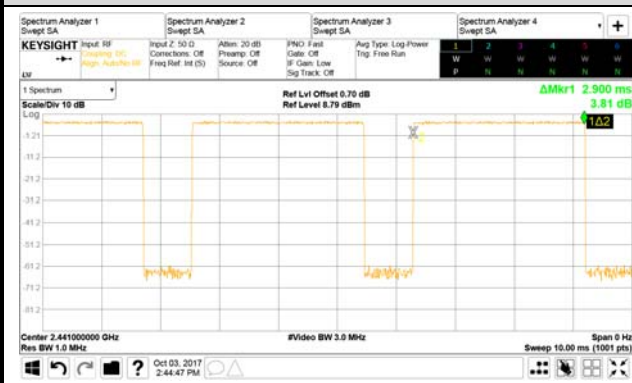 Spectrum Analyzer 1
Swept SA
Spectrum Analyzer 2
Swept SA
Spectrum Analyzer 3
Swept SA
Spectrum Analyzer 4
Swept SA
+
KEYSIGHT
Input: RF
Coupling: DC
Align: Auto/No RF
Input Z: 50 Ω
Corrections: Off
Freq Ref: Int (S)
Atten: 20 dB
Preamp: Off
Source: Off
PNO: Fast
Gate: Off
IF Gain: Low
Sig Track: Off
Avg Type: Log-Power
Trig: Free Run
1 2 3 4 5 6
W W W W W W
P N N N N N
1 Spectrum
Scale/Div 10 dB
Ref Lvl Offset 0.70 dB
Ref Level 8.79 dBm
ΔMkr1 2.900 ms
3.81 dB
Log
1Δ2
-1.21
-11.2
-21.2
-31.2
-41.2
-51.2
-61.2
-71.2
-81.2
Center 2.441000000 GHz
Res BW 1.0 MHz
#Video BW 3.0 MHz
Span 0 Hz
Sweep 10.00 ms (1001 pts)
Oct 03, 2017
2:44:47 PM